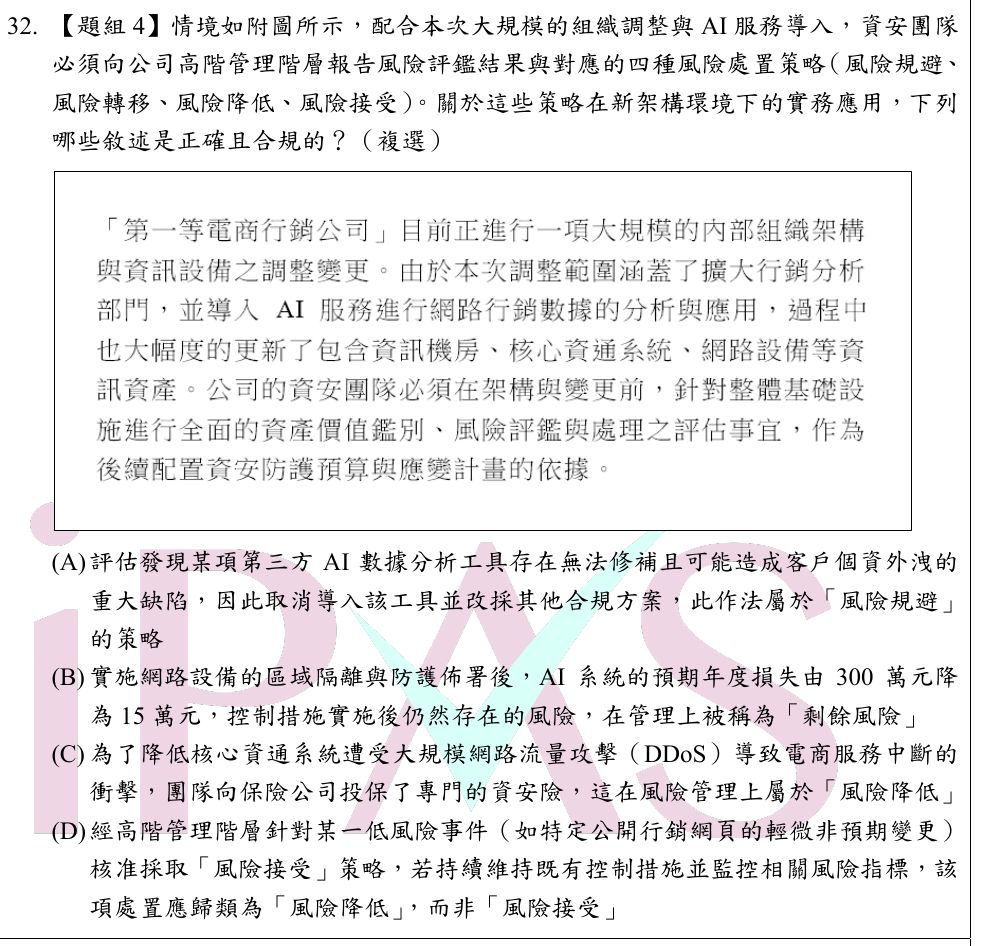 32. 【題組 4】情境如附圖所示，配合本次大規模的組織調整與 AI 服務導入，資安團隊
必須向公司高階管理階層報告風險評鑑結果與對應的四種風險處置策略（風險規避、
風險轉移、風險降低、風險接受）。關於這些策略在新架構環境下的實務應用，下列
哪些敘述是正確且合規的？（複選）
「第一等電商行銷公司」目前正進行一項大規模的內部組織架構
與資訊設備之調整變更。由於本次調整範圍涵蓋了擴大行銷分析
部門，並導入 AI 服務進行網路行銷數據的分析與應用，過程中
也大幅度的更新了包含資訊機房、核心資通系統、網路設備等資
訊資產。公司的資安團隊必須在架構與變更前，針對整體基礎設
施進行全面的資產價值鑑別、風險評鑑與處理之評估事宜，作為
後續配置資安防護預算與應變計畫的依據。
(A)評估發現某項第三方 AI 數據分析工具存在無法修補且可能造成客戶個資外洩的
重大缺陷，因此取消導入該工具並改採其他合規方案，此作法屬於「風險規避」
的策略
(B)實施網路設備的區域隔離與防護佈署後，AI 系統的預期年度損失由 300 萬元降
為 15 萬元，控制措施實施後仍然存在的風險，在管理上被稱為「剩餘風險」
(C)為了降低核心資通系統遭受大規模網路流量攻擊（DDoS）導致電商服務中斷的
衝擊，團隊向保險公司投保了專門的資安險，這在風險管理上屬於「風險降低」
(D)經高階管理階層針對某一低風險事件（如特定公開行銷網頁的輕微非預期變更）
核准採取「風險接受」策略，若持續維持既有控制措施並監控相關風險指標，該
項處置應歸類為「風險降低」，而非「風險接受」
iPAS